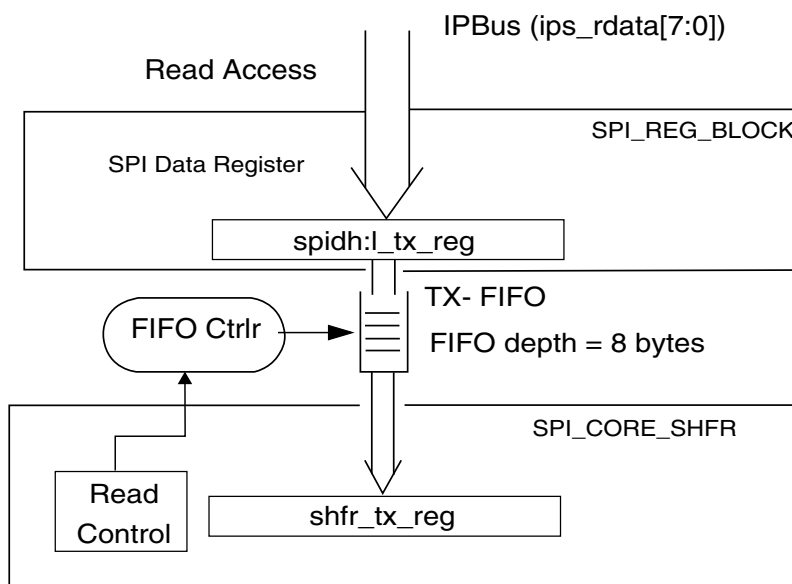 IPBus (ips_rdata[7:0])
Read Access
SPI_REG_BLOCK
SPI Data Register
spidh:l_tx_reg
TX- FIFO
FIFO Ctrlr
FIFO depth = 8 bytes
SPI_CORE_SHFR
Read
Control
shfr_tx_reg